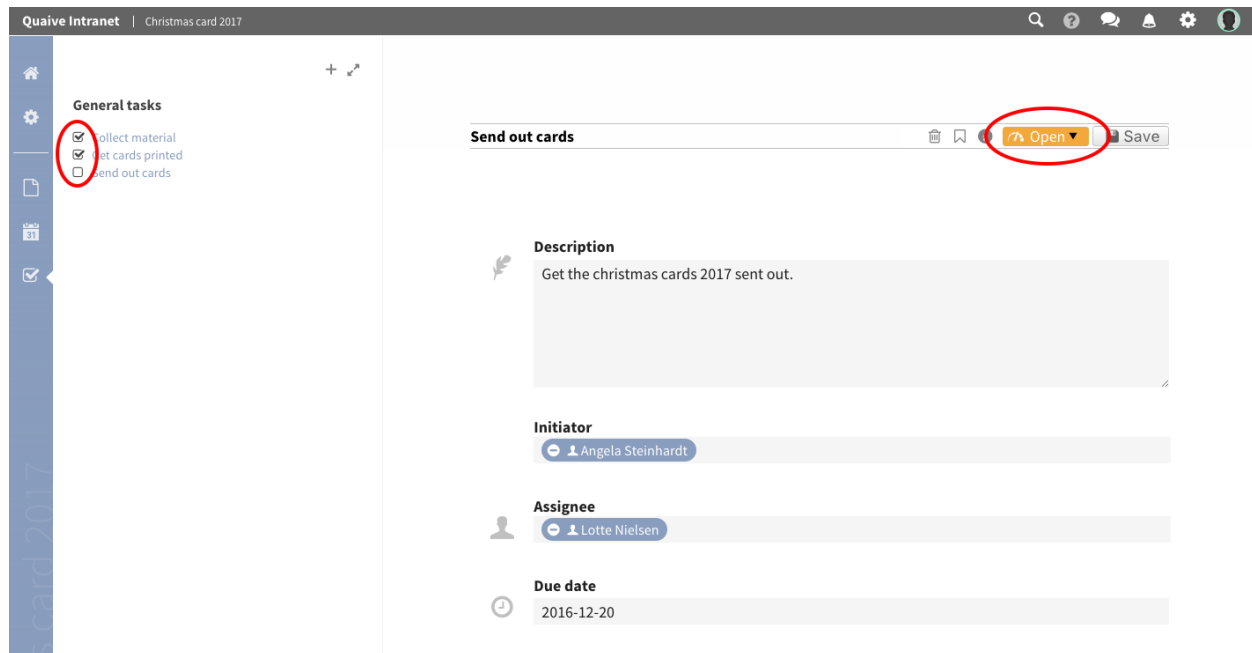 Quaive Intranet | Christmas card 2017
General tasks
Collect material
Get cards printed
Send out cards
Send out cards
Open
Save
31
Description
Get the christmas cards 2017 sent out.
Initiator
Angela Steinhardt
Assignee
Lotte Nielsen
Due date
2016-12-20
s card 2017